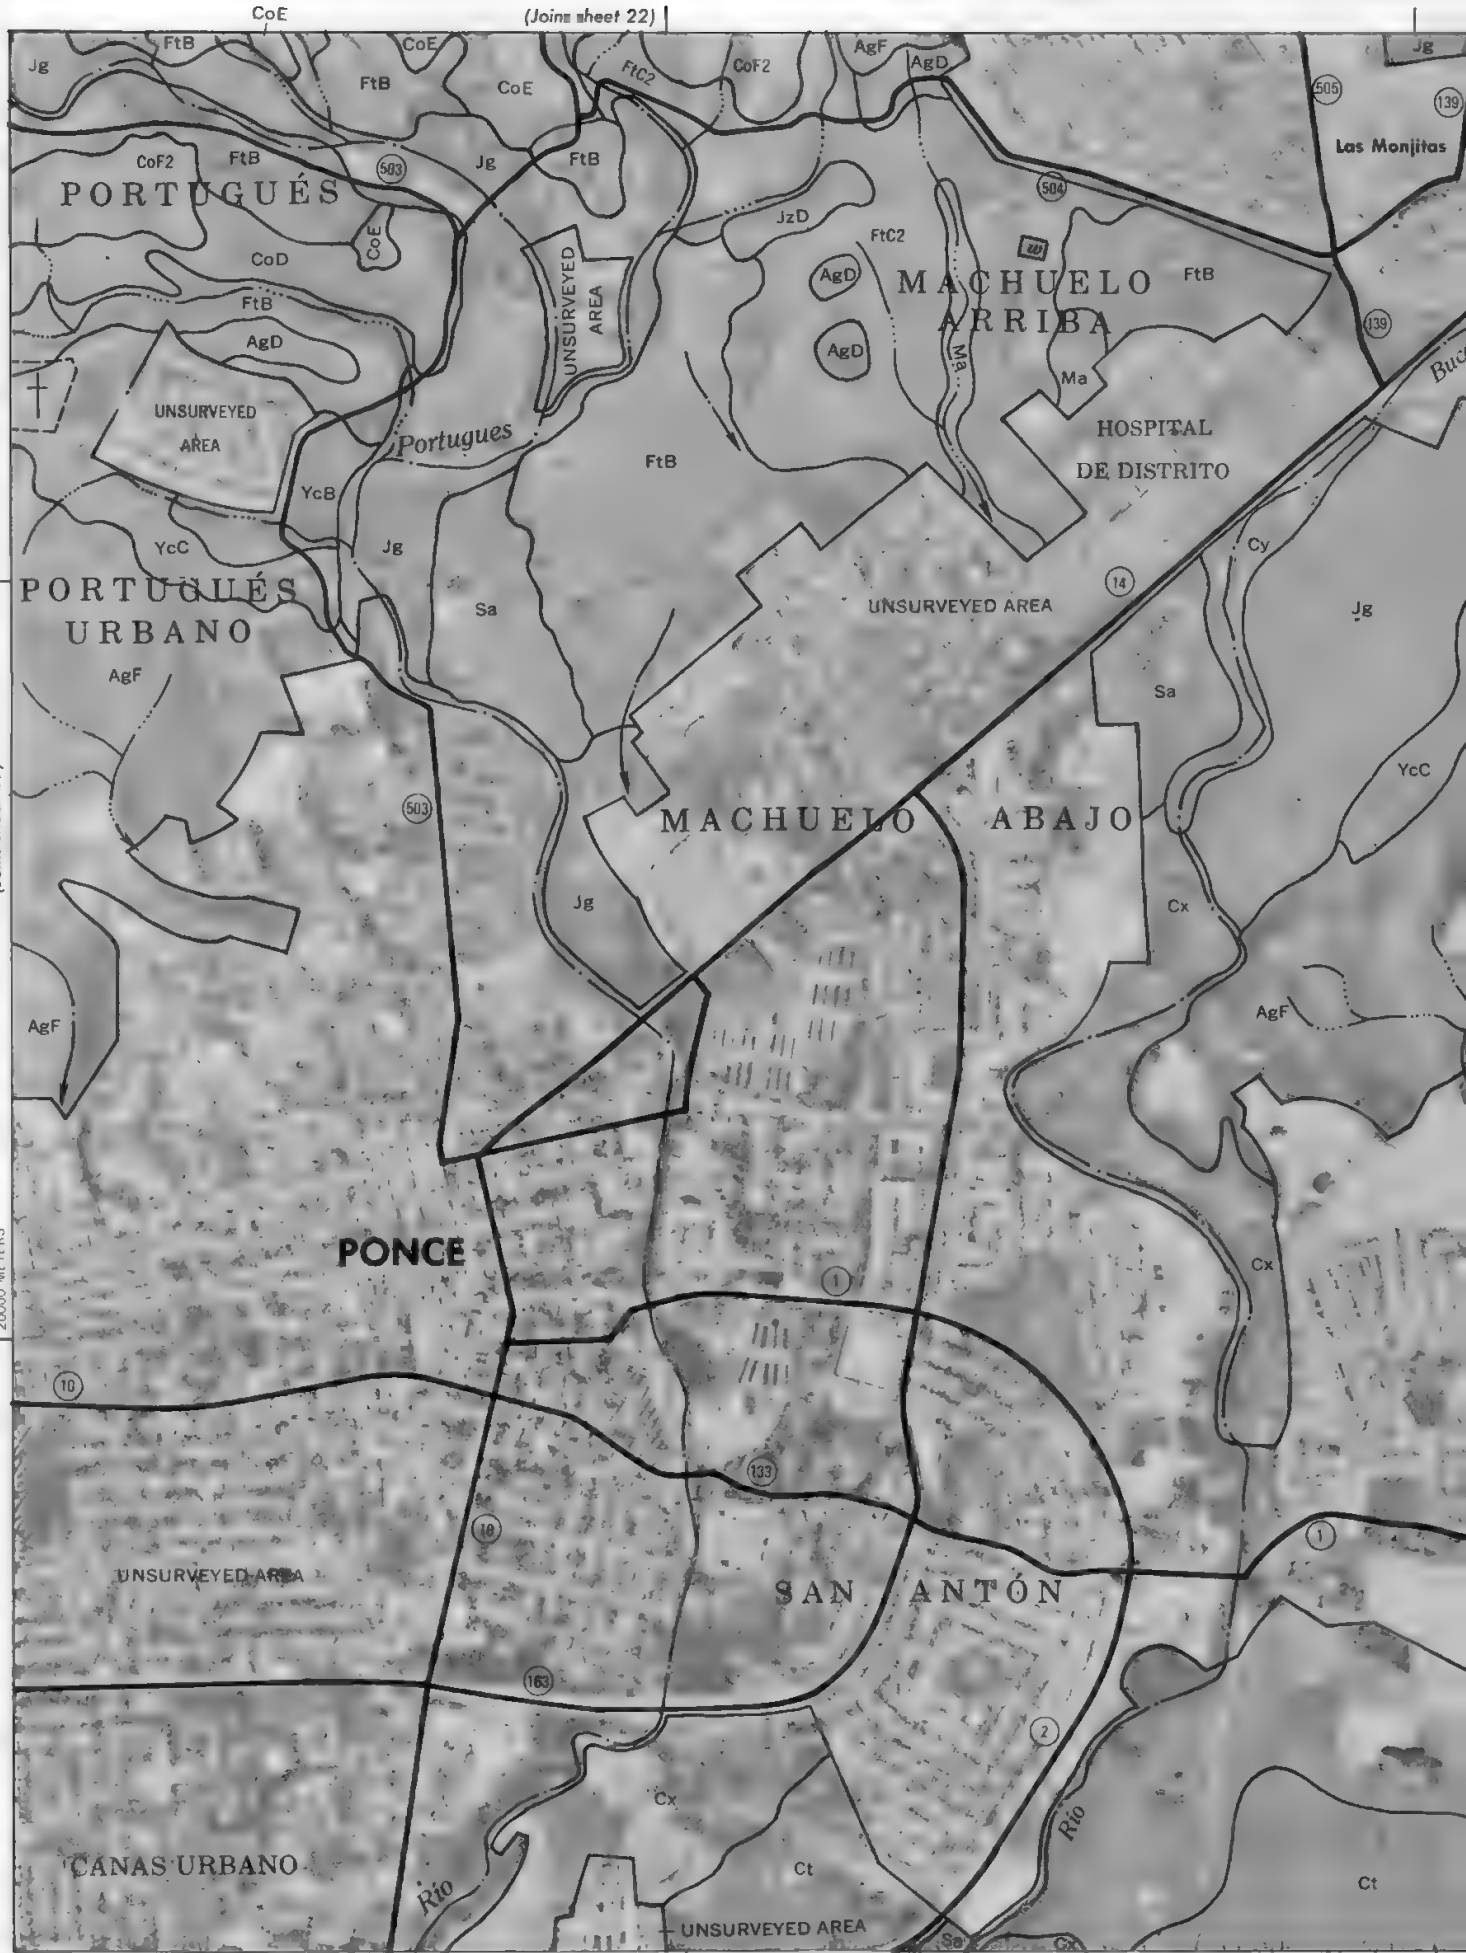 CoE
(Joins sheet 22)
FtB
CoE
AgF
Jg
Jg
FtB
CoE
FtC2
CoF2
AgD
505
139
Las Monjitas
CoF2
FtB
503
Jg
FtB
504
PORTUGUÉS
JzD
FtC2
CoE
CoD
UNSURVEYED
AREA
AgD
MACHUELO
ARRIBA
FtB
FtB
AgD
AgD
139
Ma
Ma
UNSURVEYED
AREA
Portugues
HOSPITAL
DE DISTRITO
FtB
YcB
YcC
Jg
Cy
PORTUGUÉS
URBANO
Sa
UNSURVEYED AREA
14
Jg
AgF
Sa
YcC
503
MACHUELO ABAJO
Jg
Cx
AgF
AgF
PONCE
1
Cx
10
133
10
1
UNSURVEYED AREA
SAN ANTÓN
163
2
Cx
Río
CANAS URBANO
Río
Ct
Ct
UNSURVEYED AREA
Sa
Cx